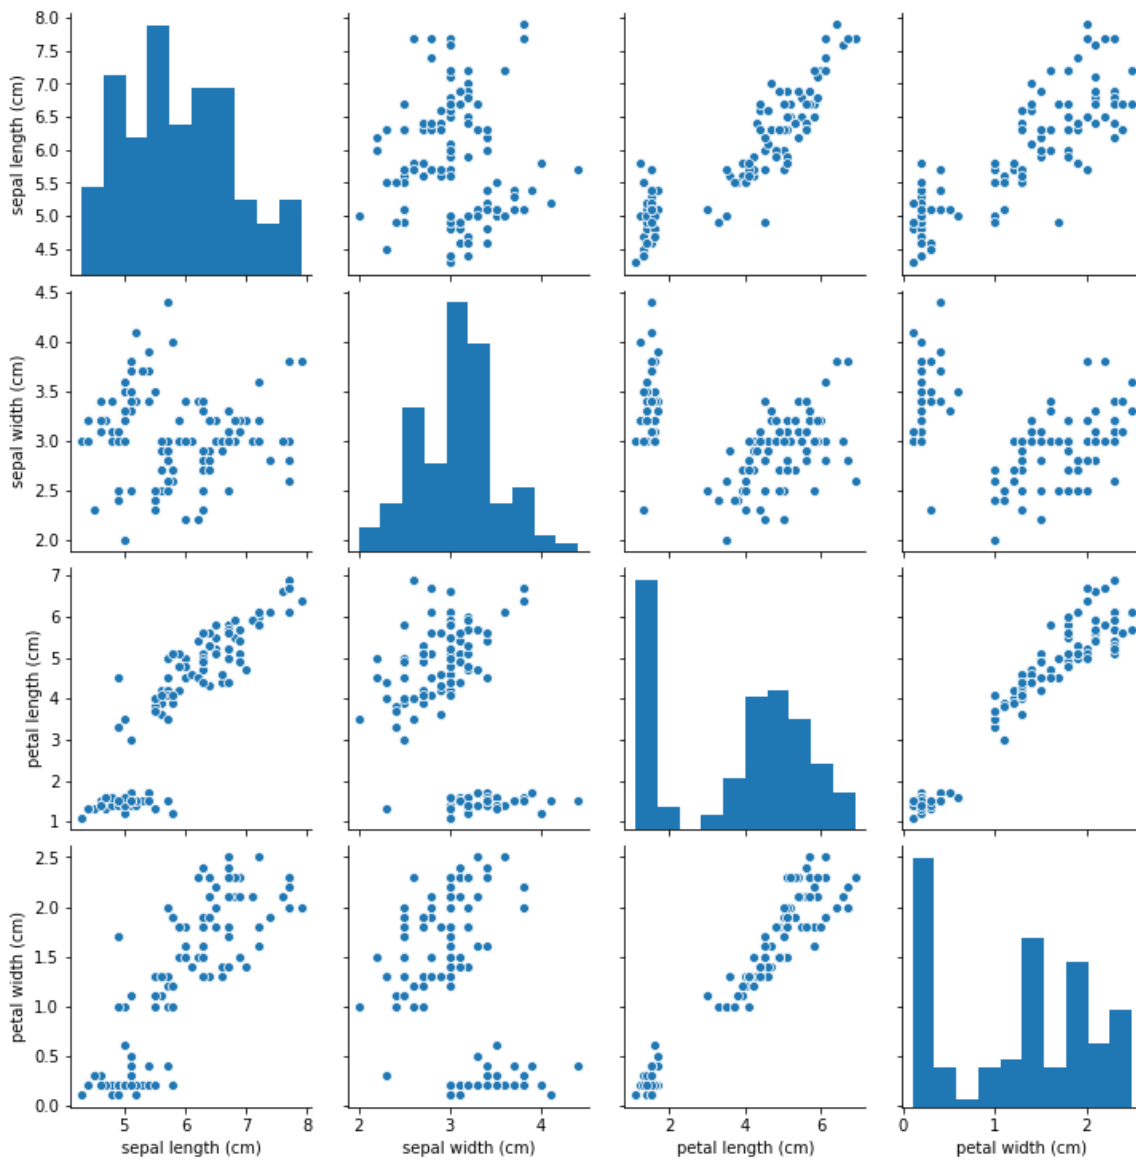 8.0
7.5
7.0
6.5
6.0
5.5
5.0
4.5
sepal length (cm)
4.5
4.0
3.5
3.0
2.5
2.0
sepal width (cm)
7
6
5
4
3
2
1
petal length (cm)
2.5
2.0
1.5
1.0
0.5
0.0
petal width (cm)
5 6 7 8
sepal length (cm)
2 3 4
sepal width (cm)
2 4 6
petal length (cm)
0 1 2
petal width (cm)